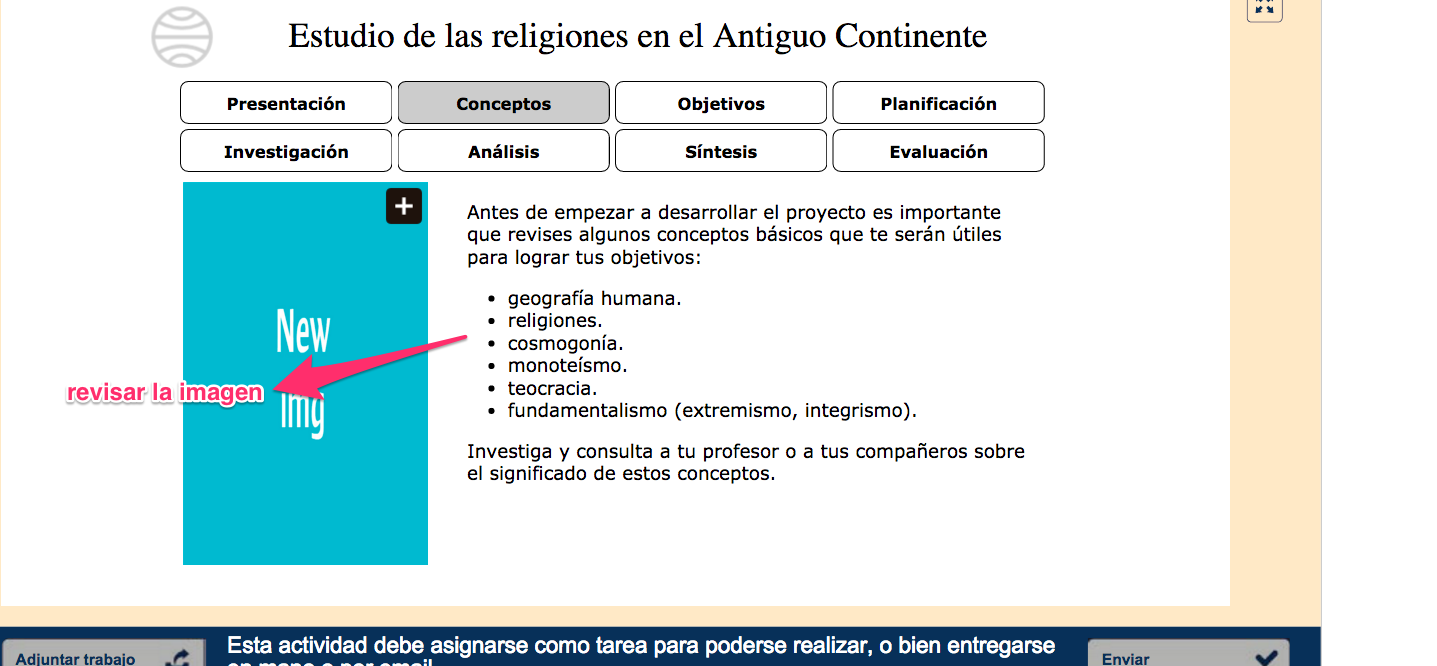 Estudio de las religiones en el Antiguo Continente
Presentación Conceptos Objetivos Planificación
Investigación Análisis Síntesis Evaluación
New
Img
revisar la imagen
Antes de empezar a desarrollar el proyecto es importante
que revises algunos conceptos básicos que te serán útiles
para lograr tus objetivos:
• geografía humana.
• religiones.
• cosmogonía.
• monoteísmo.
• teocracia.
• fundamentalismo (extremismo, integrismo).
Investiga y consulta a tu profesor o a tus compañeros sobre
el significado de estos conceptos.
Adjuntar trabajo
Esta actividad debe asignarse como tarea para poderse realizar, o bien entregarse
en mano o por email
Enviar